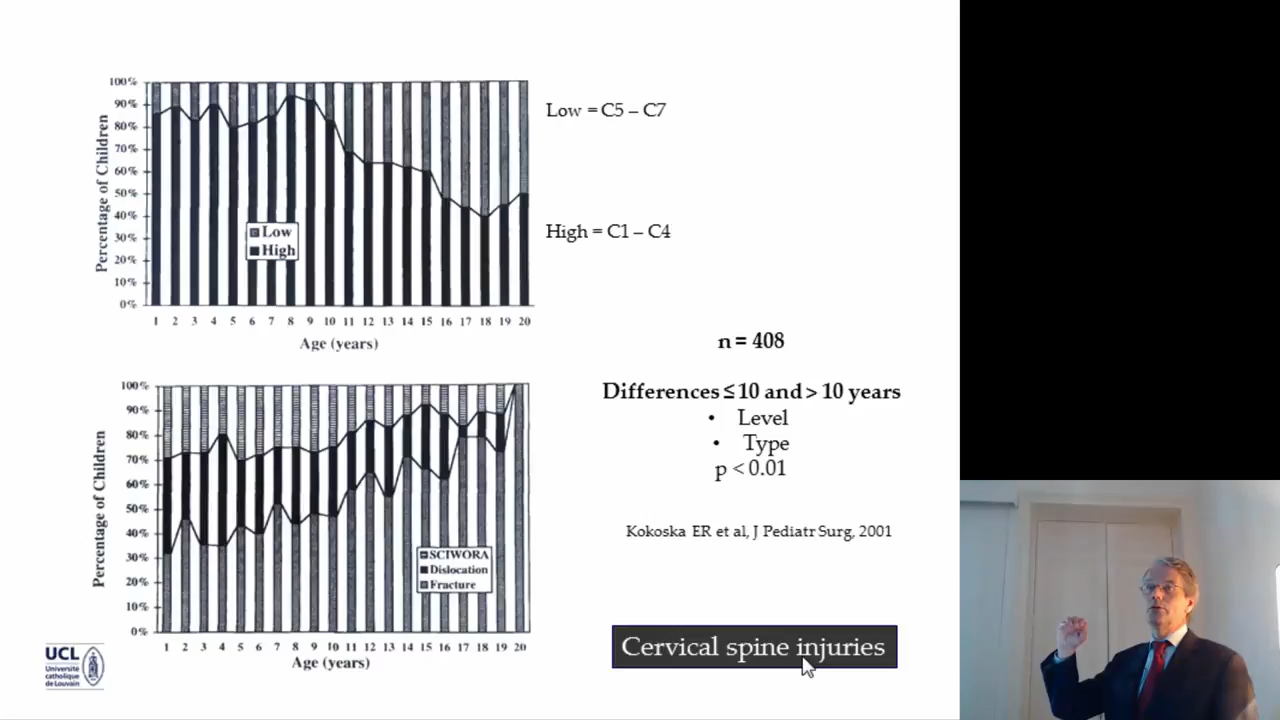 100%
90%
80%
70%
60%
50%
40%
30%
20%
10%
0%
Percentage of Children
Low
High
1 2 3 4 5 6 7 8 9 10 11 12 13 14 15 16 17 18 19 20
Age (years)
Low = C5 – C7
High = C1 – C4
n = 408
Differences ≤ 10 and > 10 years
• Level
• Type
p < 0.01
Kokoska ER et al, J Pediatr Surg, 2001
100%
90%
80%
70%
60%
50%
40%
30%
20%
10%
0%
Percentage of Children
SCIWORA
Dislocation
Fracture
1 2 3 4 5 6 7 8 9 10 11 12 13 14 15 16 17 18 19 20
Age (years)
Cervical spine injuries
UCL
Université
catholique
de Louvain